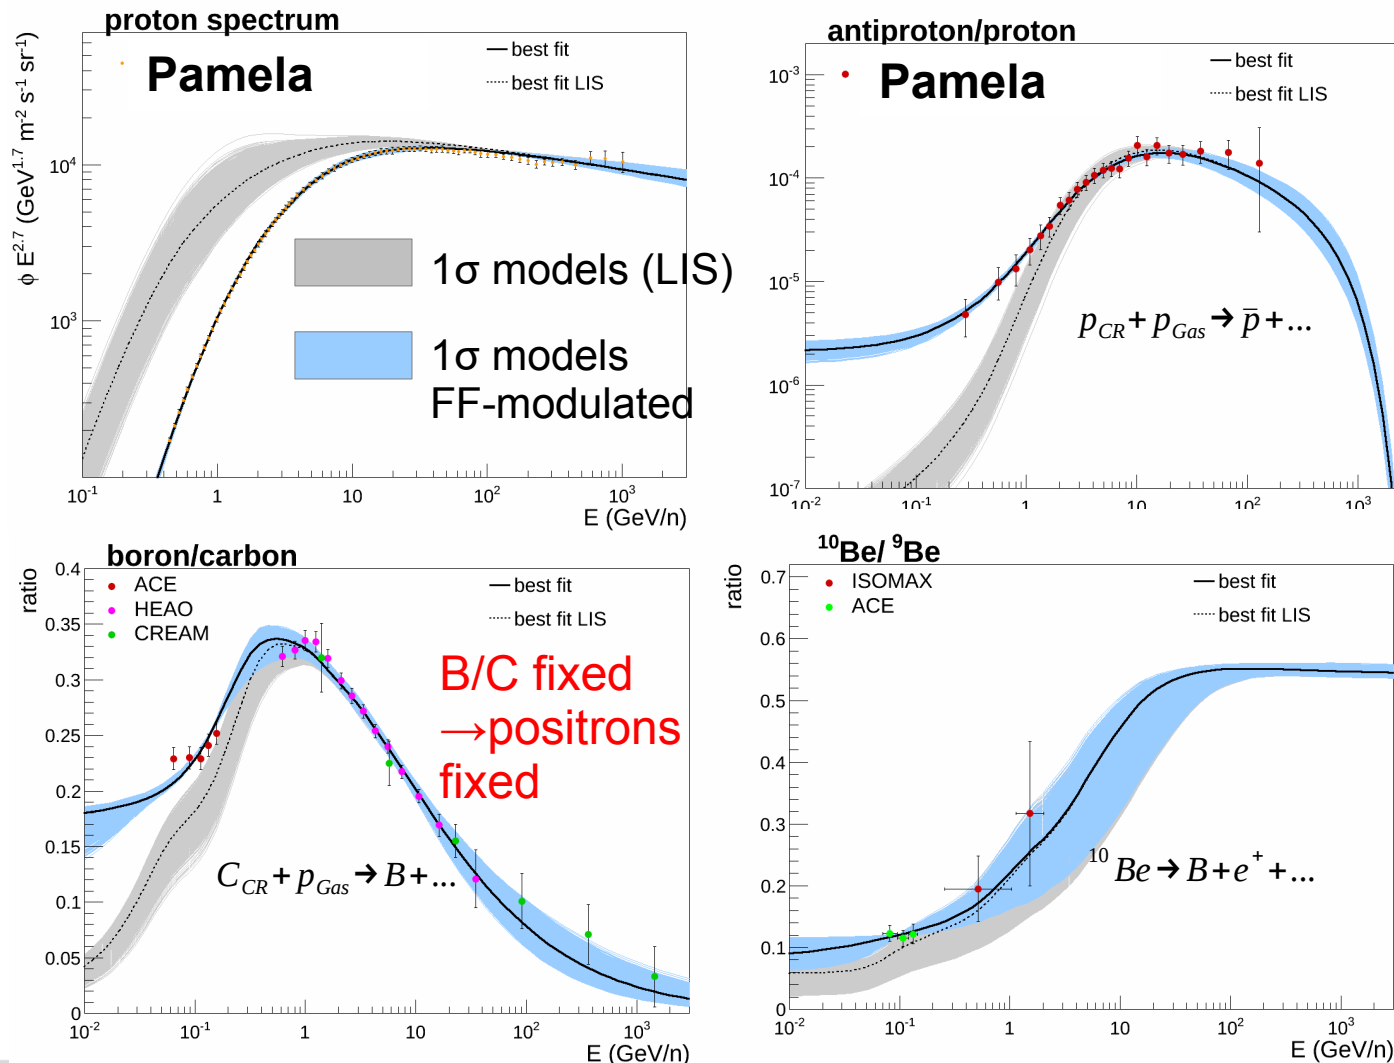 proton spectrum
Pamela
best fit
best fit LIS
ϕ E^2.7 (GeV^1.7 m^-2 s^-1 sr^-1)
10^4
10^3
1σ models (LIS)
1σ models
FF-modulated
10^-1 1 10 10^2 10^3
E (GeV/n)
antiproton/proton
Pamela
best fit
best fit LIS
10^-3
10^-4
10^-5
10^-6
10^-7
p_CR + p_Gas → p̄ + ...
10^-2 10^-1 1 10 10^2 10^3
boron/carbon
ratio
ACE
HEAO
CREAM
best fit
best fit LIS
0.4
0.35
0.3
0.25
0.2
0.15
0.1
0.05
0
B/C fixed
→positrons
fixed
C_CR + p_Gas → B + ...
10^-2 10^-1 1 10 10^2 10^3
E (GeV/n)
^10Be/ ^9Be
ratio
ISOMAX
ACE
best fit
best fit LIS
0.7
0.6
0.5
0.4
0.3
0.2
0.1
0
^10Be → B + e^+ + ...
10^-2 10^-1 1 10 10^2 10^3
E (GeV/n)